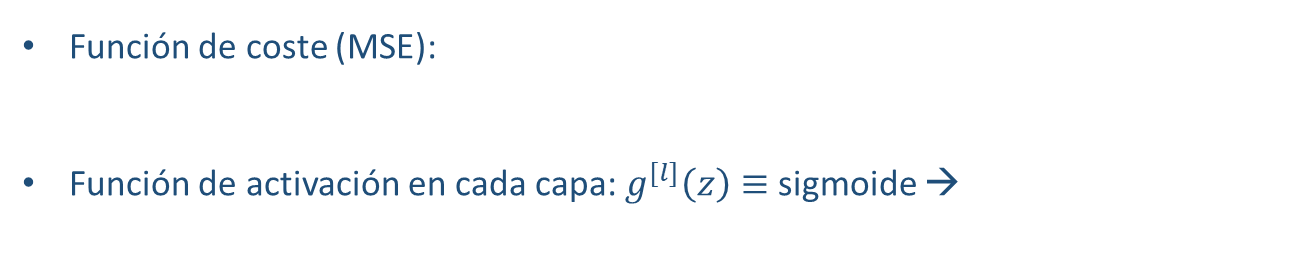 • Función de coste (MSE):
• Función de activación en cada capa: g^[l](z) ≡ sigmoide →